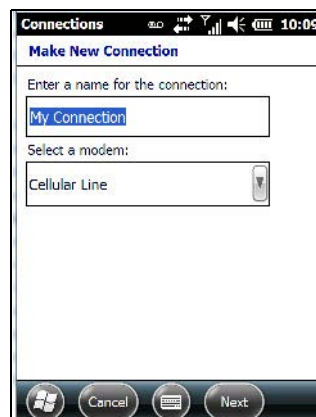 Connections 10:09
Make New Connection
Enter a name for the connection:
My Connection
Select a modem:
Cellular Line
Cancel
Next